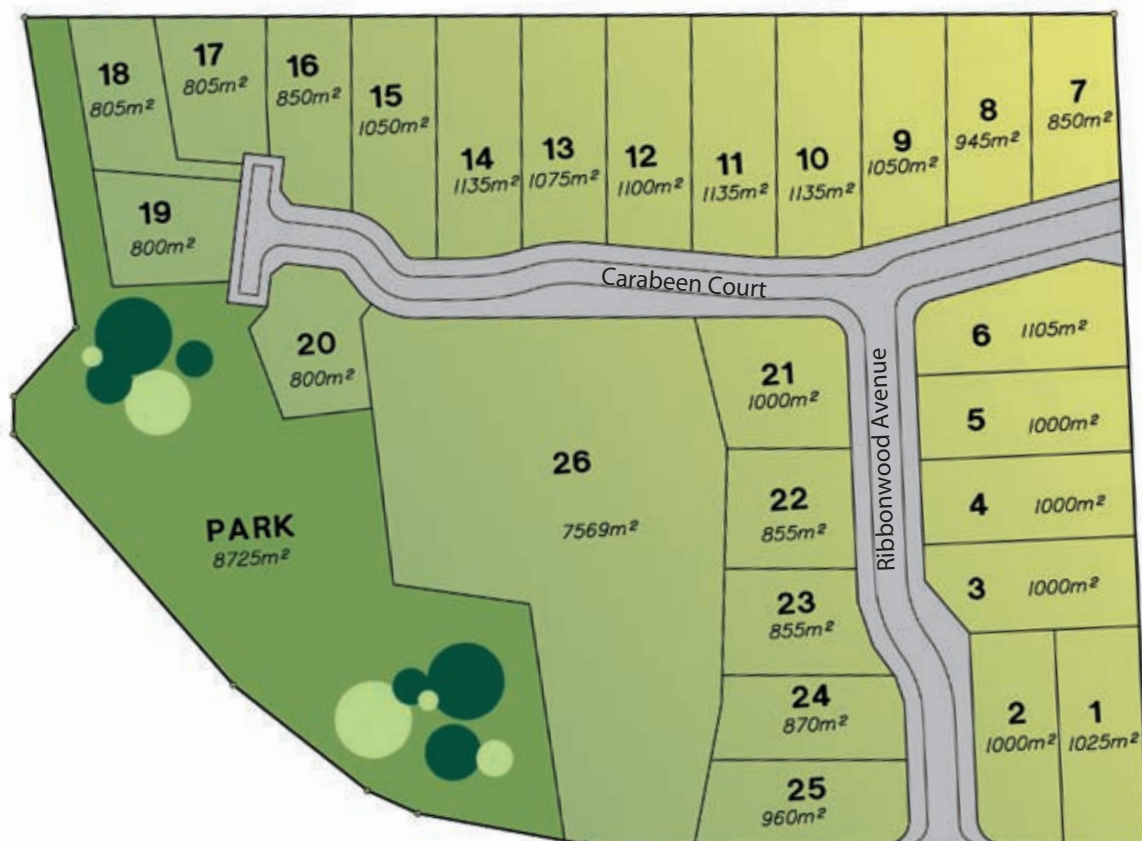 18
805m²
17
805m²
16
850m²
15
1050m²
14
1135m²
13
1075m²
12
1100m²
11
1135m²
10
1135m²
9
1050m²
8
945m²
7
850m²
19
800m²
Carabeen Court
20
800m²
21
1000m²
6 1105m²
5 1000m²
Ribbonwood Avenue
26
7569m²
22
855m²
4 1000m²
PARK
8725m²
23
855m²
3 1000m²
24
870m²
2
1000m²
1
1025m²
25
960m²